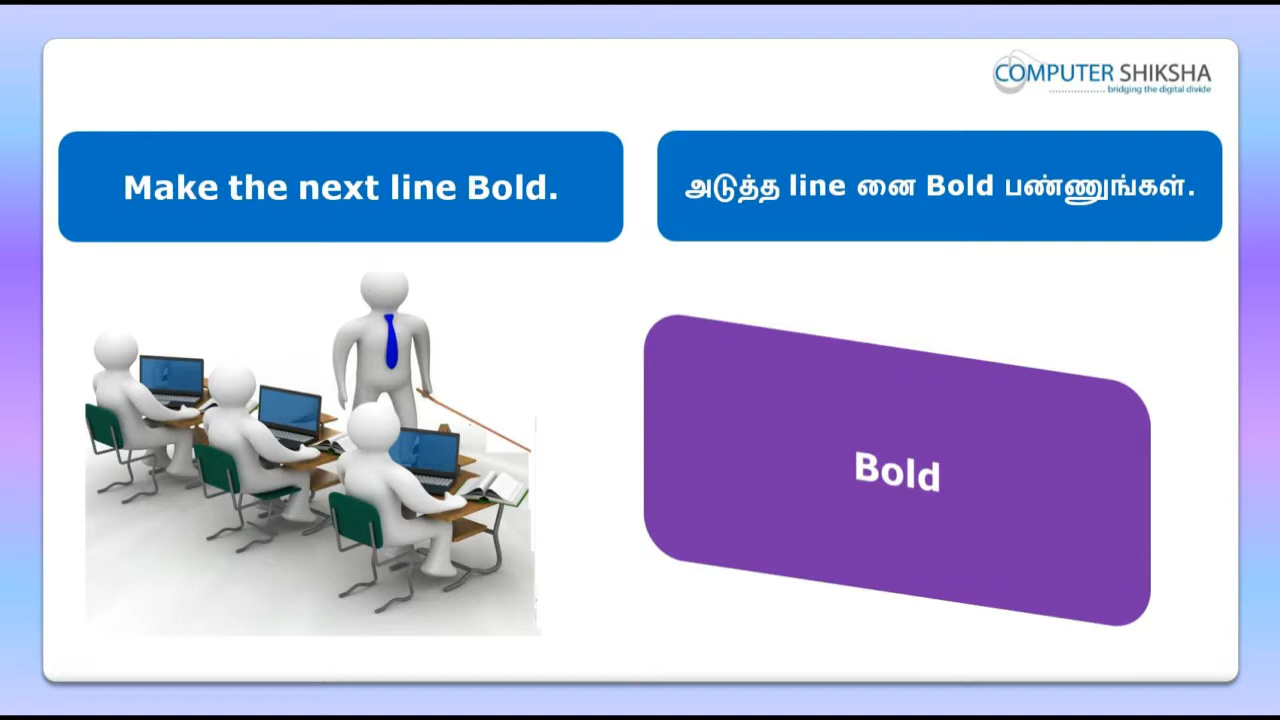 COMPUTER SHIKSHA
bridging the digital divide
Make the next line Bold.
அடுத்த line னை Bold பண்ணுங்கள்.
Bold